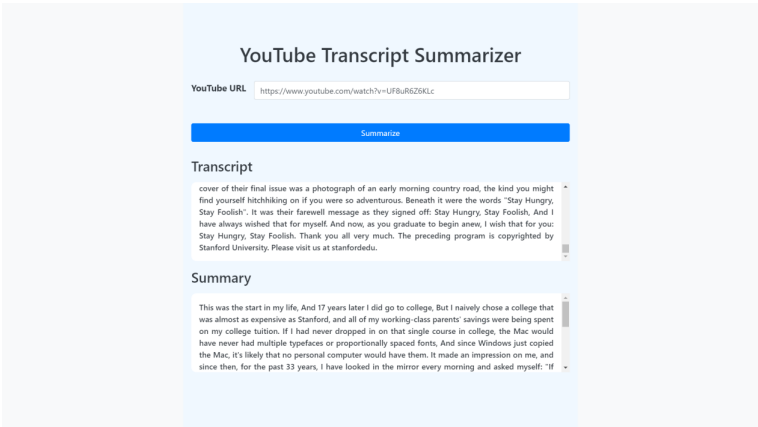 YouTube Transcript Summarizer
YouTube URL
https://www.youtube.com/watch?v=UF8uR6Z6KLc
Summarize
Transcript
cover of their final issue was a photograph of an early morning country road, the kind you might
find yourself hitchhiking on if you were so adventurous. Beneath it were the words "Stay Hungry,
Stay Foolish". It was their farewell message as they signed off: Stay Hungry, Stay Foolish, And I
have always wished that for myself. And now, as you graduate to begin anew, I wish that for you:
Stay Hungry, Stay Foolish. Thank you all very much. The preceding program is copyrighted by
Stanford University. Please visit us at stanfordedu.
Summary
This was the start in my life, And 17 years later I did go to college, But I naively chose a college that
was almost as expensive as Stanford, ands all of my working-class parents' savings were being spent
on my college tuition. If I had never dropped in on that single course in college, the Mac would
have never had multiple typefaces or proportionally spaced fonts, And since Windows just copied
the Mac, it's likely that no personal computer would have them. It made an impression on me, and
since then, for the past 33 years, I have looked in the mirror every morning and asked myself: "If